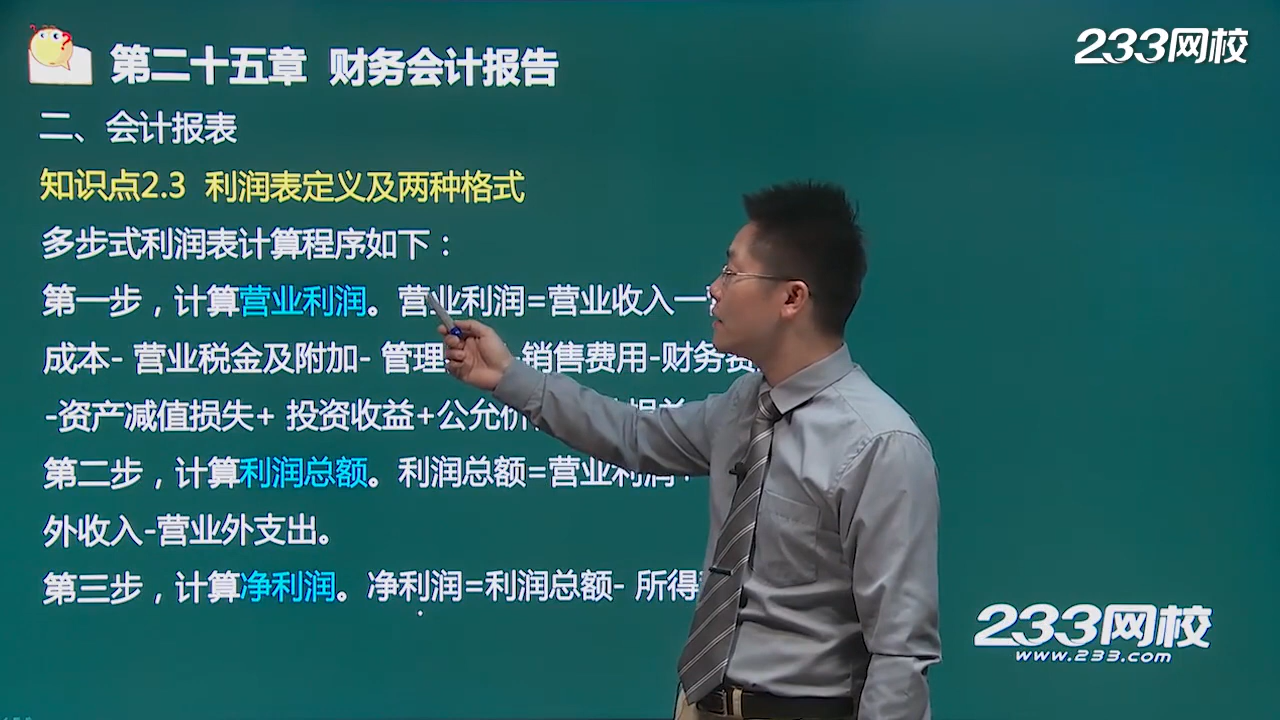 第二十五章 财务会计报告
233网校
二、会计报表
知识点2.3 利润表定义及两种格式
多步式利润表计算程序如下：
第一步，计算营业利润。营业利润=营业收入一
成本- 营业税金及附加- 管理 销售费用-财务费
-资产减值损失+ 投资收益+公允价
第二步，计算利润总额。利润总额=营业利润+
外收入-营业外支出。
第三步，计算净利润。净利润=利润总额- 所得
233网校
www.233.com